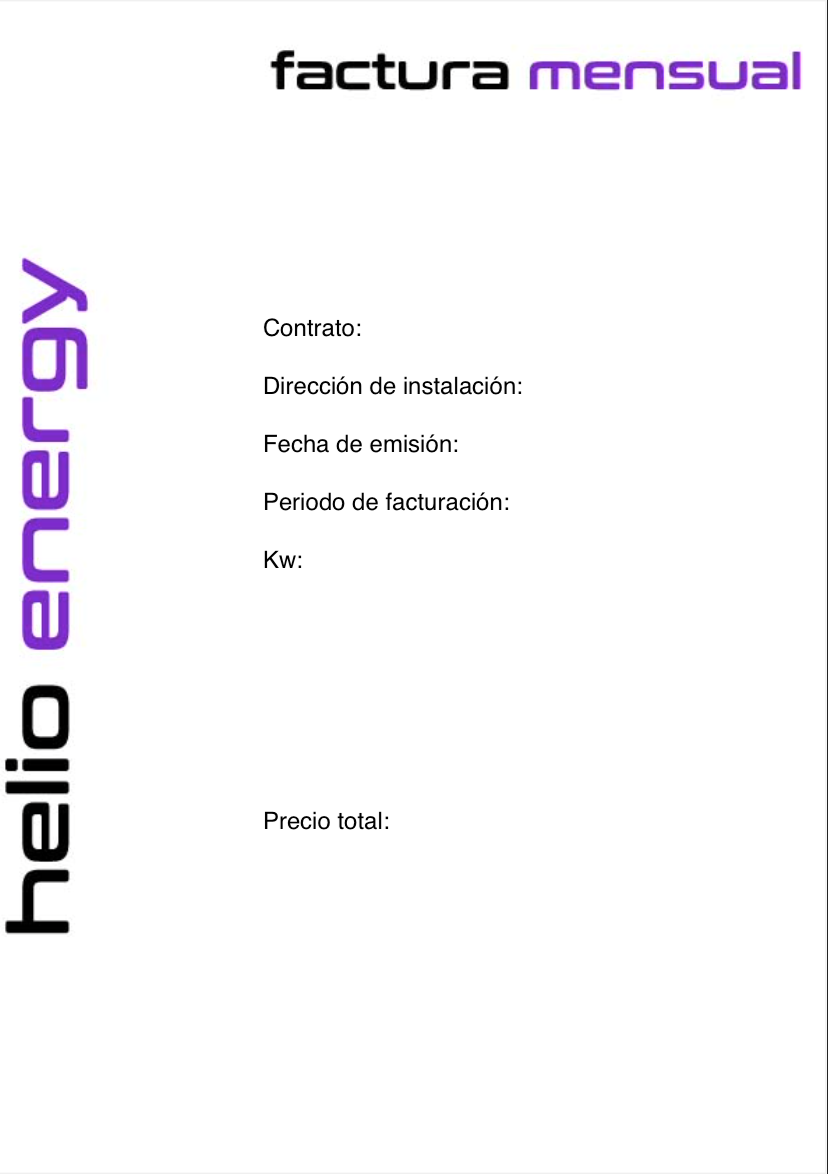 factura mensual
helio energy
Contrato:
Dirección de instalación:
Fecha de emisión:
Periodo de facturación:
Kw:
Precio total: